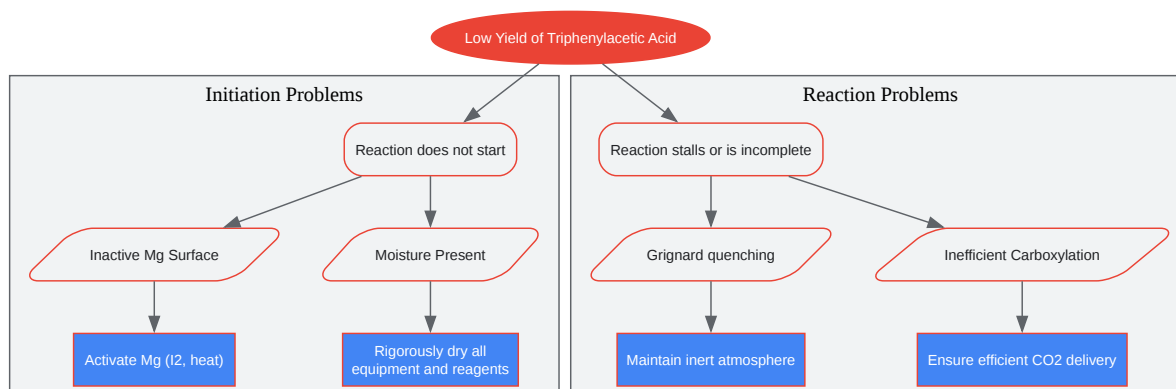 Low Yield of Triphenylacetic Acid
Initiation Problems
Reaction Problems
Reaction does not start
Reaction stalls or is incomplete
Inactive Mg Surface
Moisture Present
Grignard quenching
Inefficient Carboxylation
Activate Mg (I2, heat)
Rigorously dry all
equipment and reagents
Maintain inert atmosphere
Ensure efficient CO2 delivery